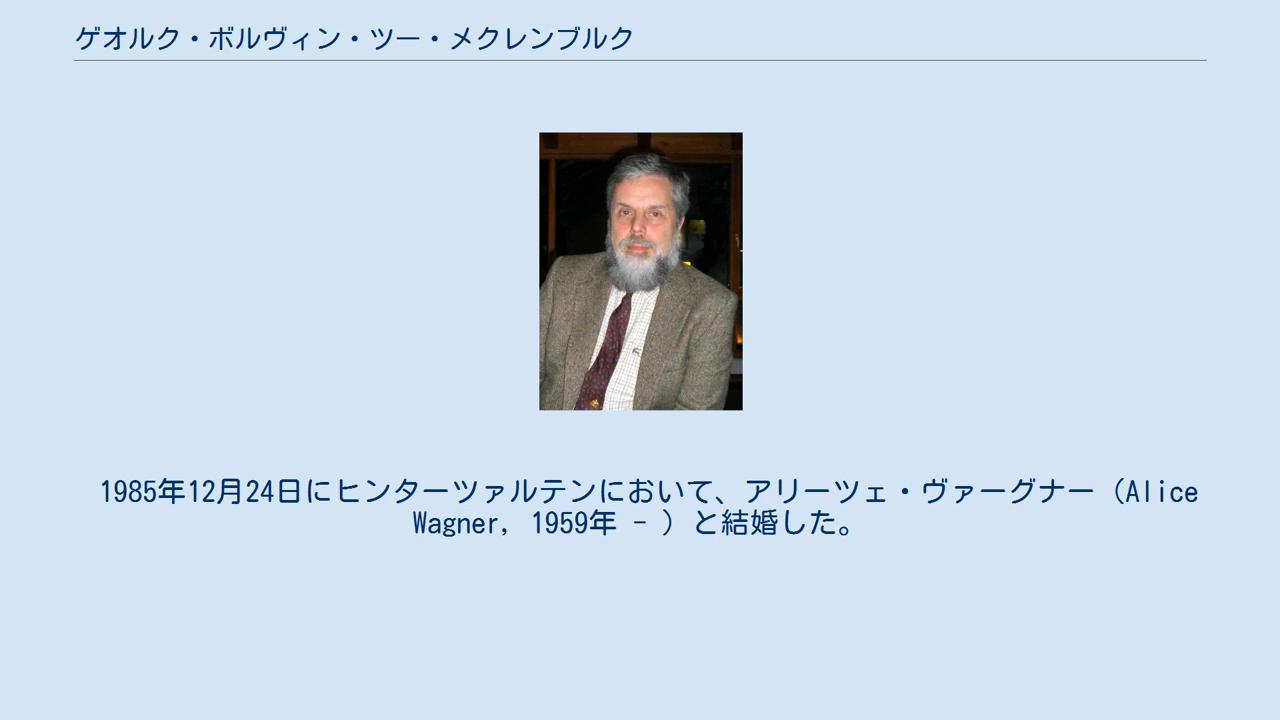 ゲオルク・ボルヴィン・ツー・メクレンブルク
1985年12月24日にヒンターツァルテンにおいて、アリーツェ・ヴァーグナー（Alice
Wagner, 1959年 - ）と結婚した。